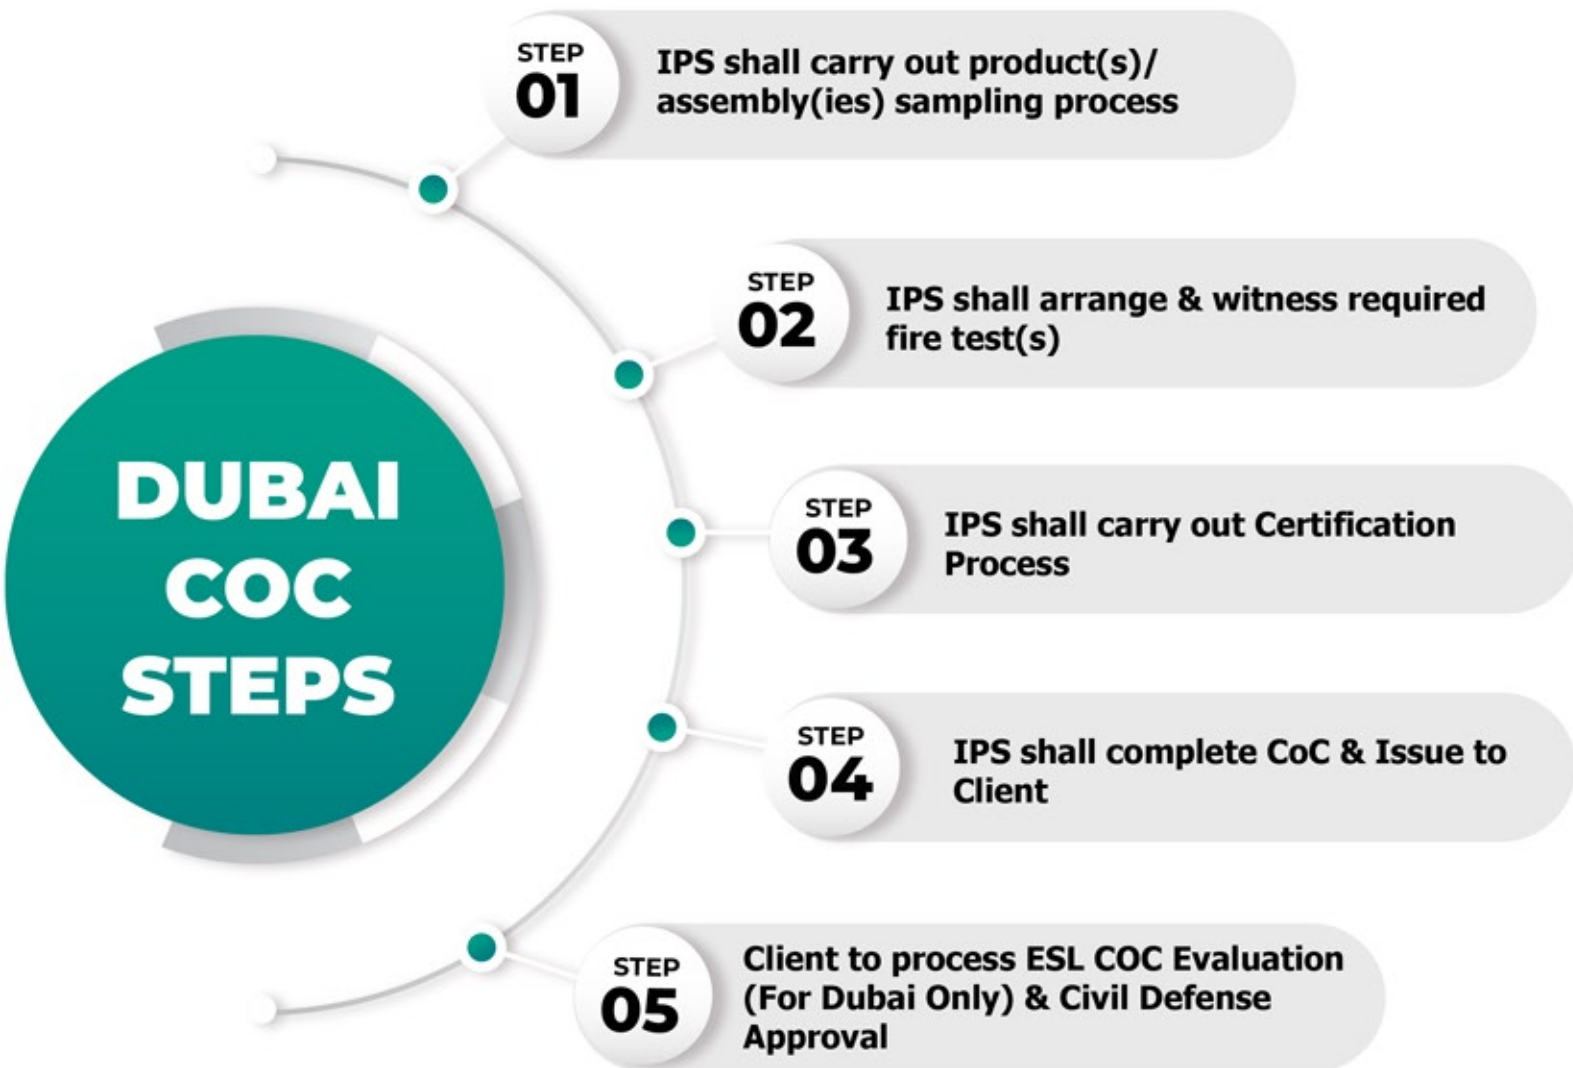 DUBAI
COC
STEPS
STEP
01
IPS shall carry out product(s)/
assembly(ies) sampling process
STEP
02
IPS shall arrange & witness required
fire test(s)
STEP
03
IPS shall carry out Certification
Process
STEP
04
IPS shall complete CoC & Issue to
Client
STEP
05
Client to process ESL COC Evaluation
(For Dubai Only) & Civil Defense
Approval